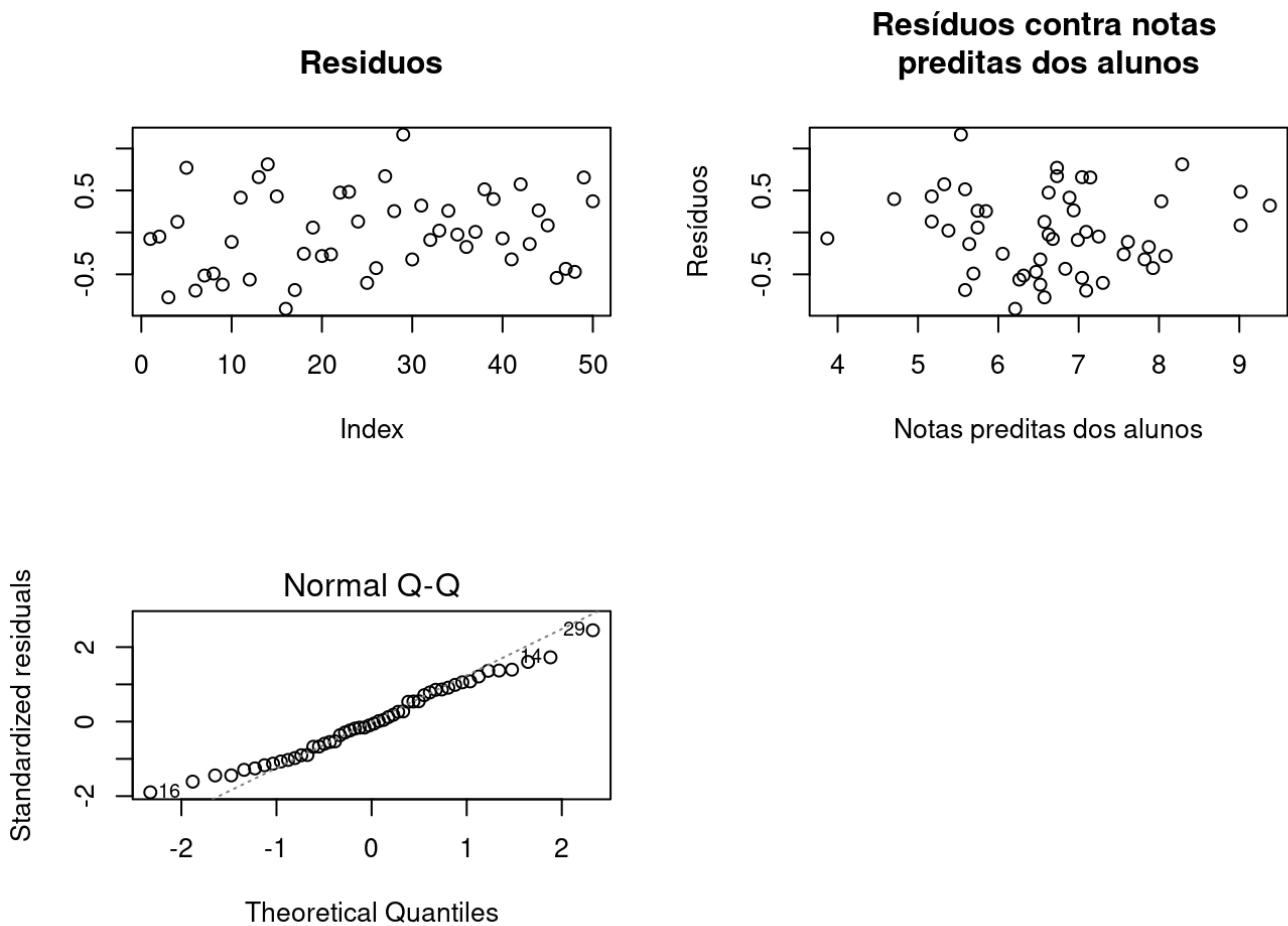 Residuos
0.5
-0.5
0 10 20 30 40 50
Index
Resíduos contra notas
preditas dos alunos
Resíduos
0.5
-0.5
4 5 6 7 8 9
Notas preditas dos alunos
Normal Q-Q
Standardized residuals
2
0
-2
29
14
16
-2 -1 0 1 2
Theoretical Quantiles